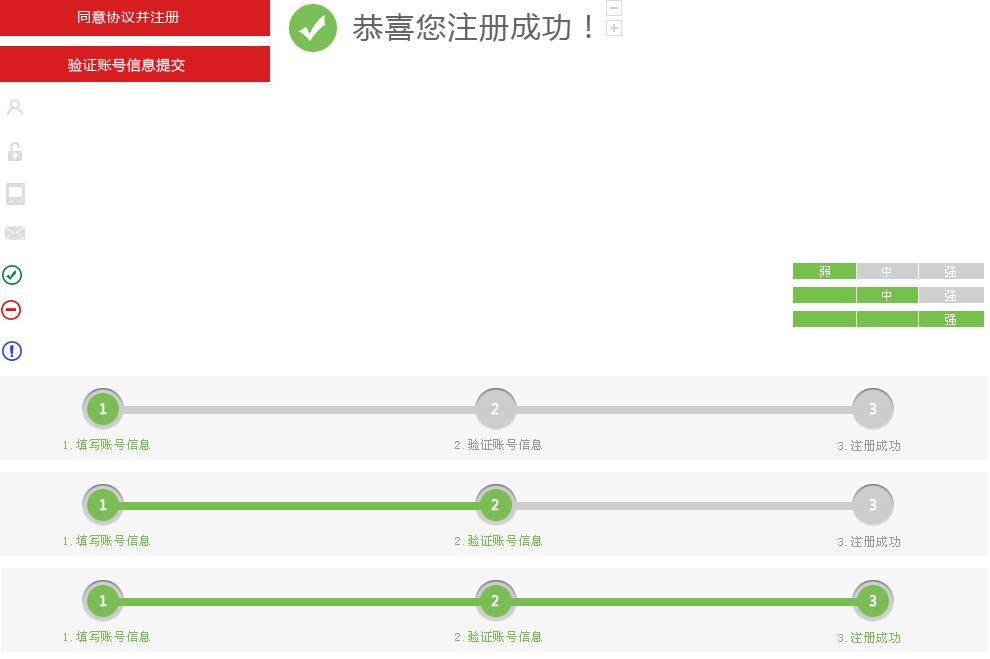 同意协议并注册
恭喜您注册成功！
验证账号信息提交
弱 中 强
中 强
强
1 2 3
1.填写账号信息 2.验证账号信息 3.注册成功
1 2 3
1.填写账号信息 2.验证账号信息 3.注册成功
1 2 3
1.填写账号信息 2.验证账号信息 3.注册成功